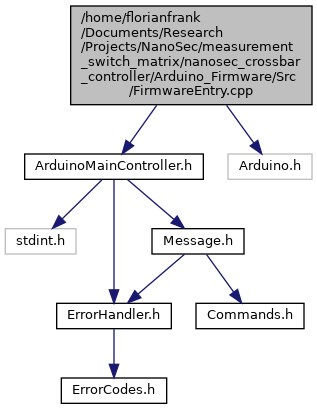 /home/florianfrank
/Documents/Research
/Projects/NanoSec/measurement
_switch_matrix/nanosec_crossbar
_controller/Arduino_Firmware/Src
/FirmwareEntry.cpp
ArduinoMainController.h
Arduino.h
stdint.h
Message.h
ErrorHandler.h
Commands.h
ErrorCodes.h